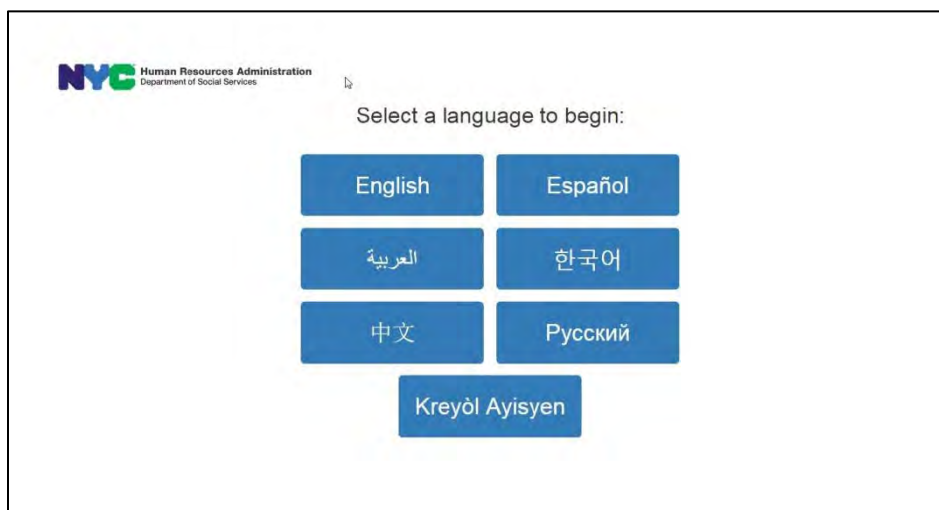 NYC Human Resources Administration
Department of Social Services
Select a language to begin:
English
Español
العربية
한국어
中文
Русский
Kreyòl Ayisyen